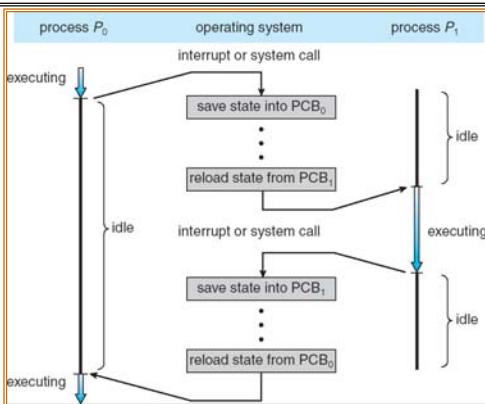 process P0 operating system process P1
interrupt or system call
executing
save state into PCB0
idle
reload state from PCB1
idle
interrupt or system call
executing
save state into PCB1
idle
reload state from PCB0
executing